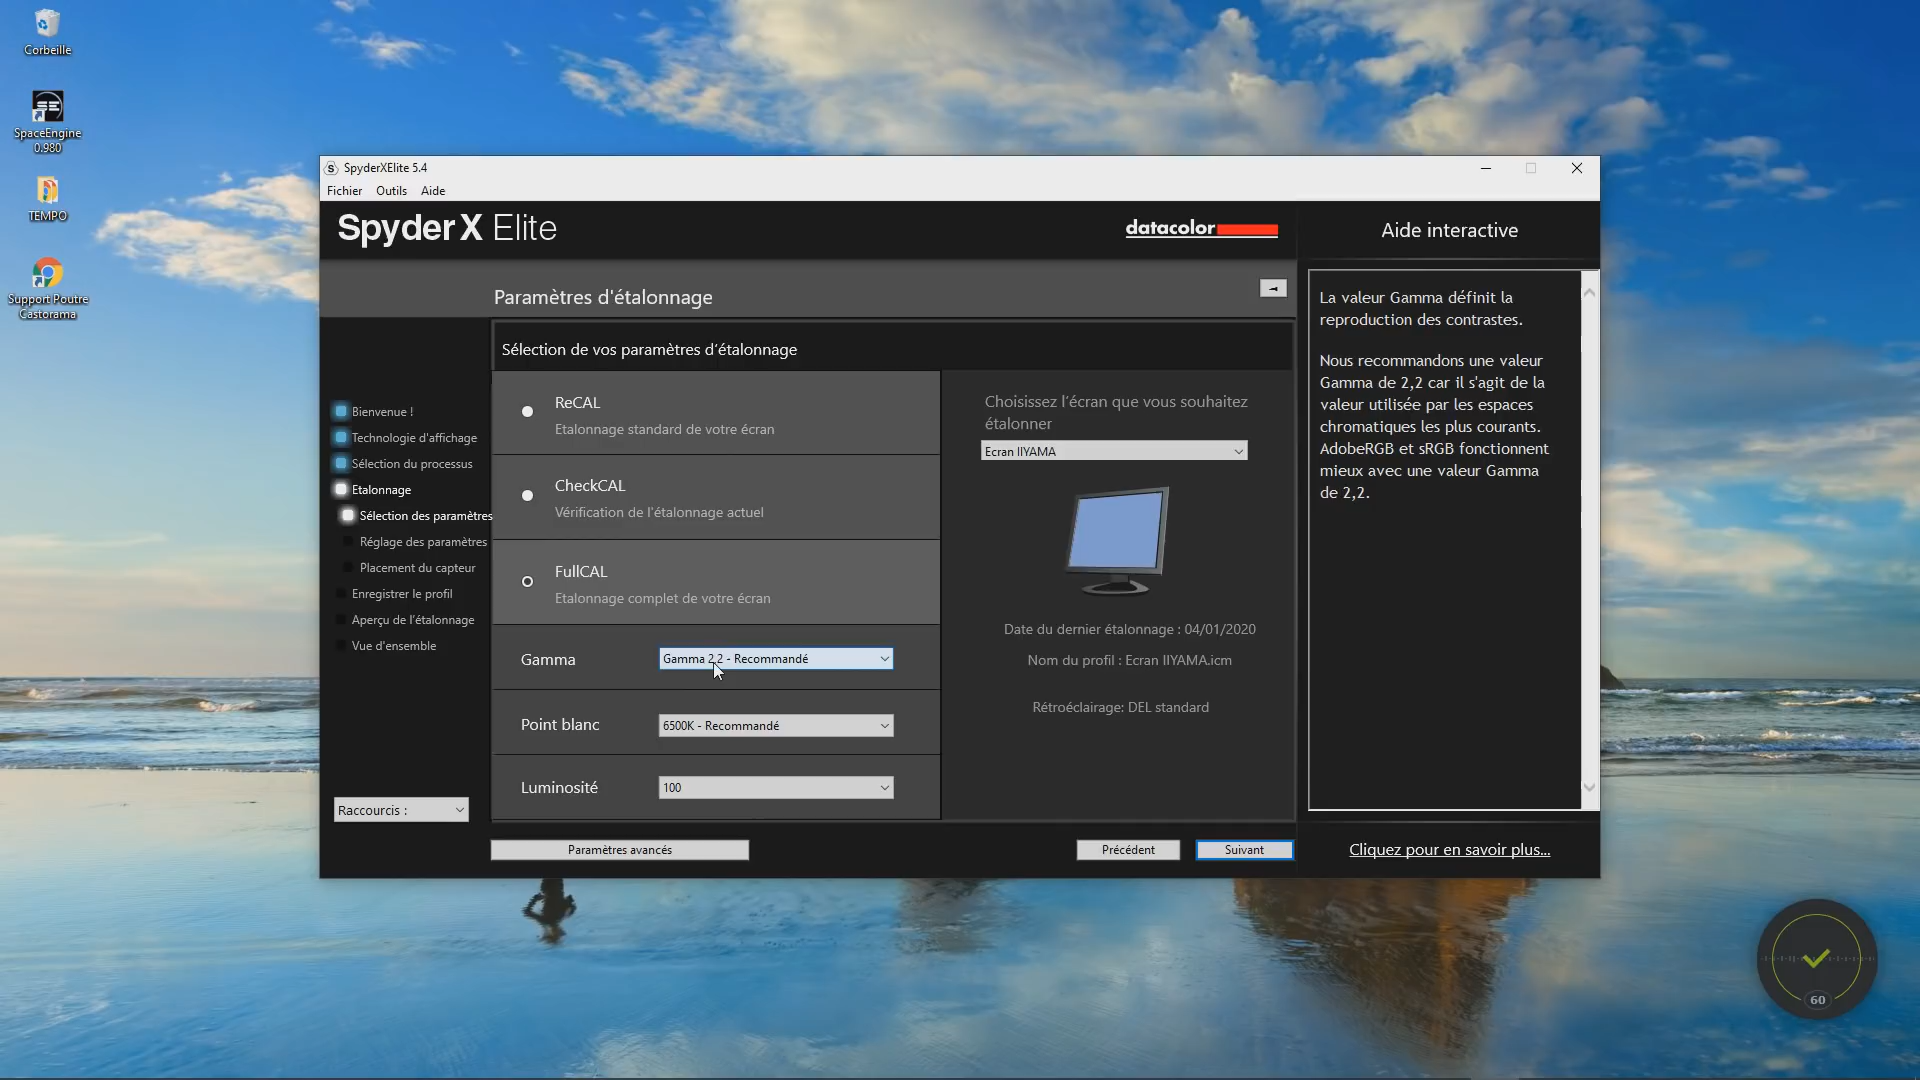 Corbeille
SpaceEngine
0.980
TEMPO
Support Poutre
Castorama
SpyderXElite 5.4
Fichier Outils Aide
SpyderX Elite
datacolor
Aide interactive
Paramètres d'étalonnage
Sélection de vos paramètres d'étalonnage
Bienvenue !
Technologie d'affichage
Sélection du processus
Etalonnage
Sélection des paramètres
Réglage des paramètres
Placement du capteur
Enregistrer le profil
Aperçu de l'étalonnage
Vue d'ensemble
Raccourcis :
ReCAL
Etalonnage standard de votre écran
CheckCAL
Vérification de l'étalonnage actuel
FullCAL
Etalonnage complet de votre écran
Gamma
Gamma 2.2 - Recommandé
Point blanc
6500K - Recommandé
Luminosité
100
Choisissez l'écran que vous souhaitez
étalonner
Ecran IIYAMA
Date du dernier étalonnage : 04/01/2020
Nom du profil : Ecran IIYAMA.icm
Rétroéclairage: DEL standard
Paramètres avancés
Précédent
Suivant
La valeur Gamma définit la
reproduction des contrastes.
Nous recommandons une valeur
Gamma de 2,2 car il s'agit de la
valeur utilisée par les espaces
chromatiques les plus courants.
AdobeRGB et sRGB fonctionnent
mieux avec une valeur Gamma
de 2,2.
Cliquez pour en savoir plus...
60